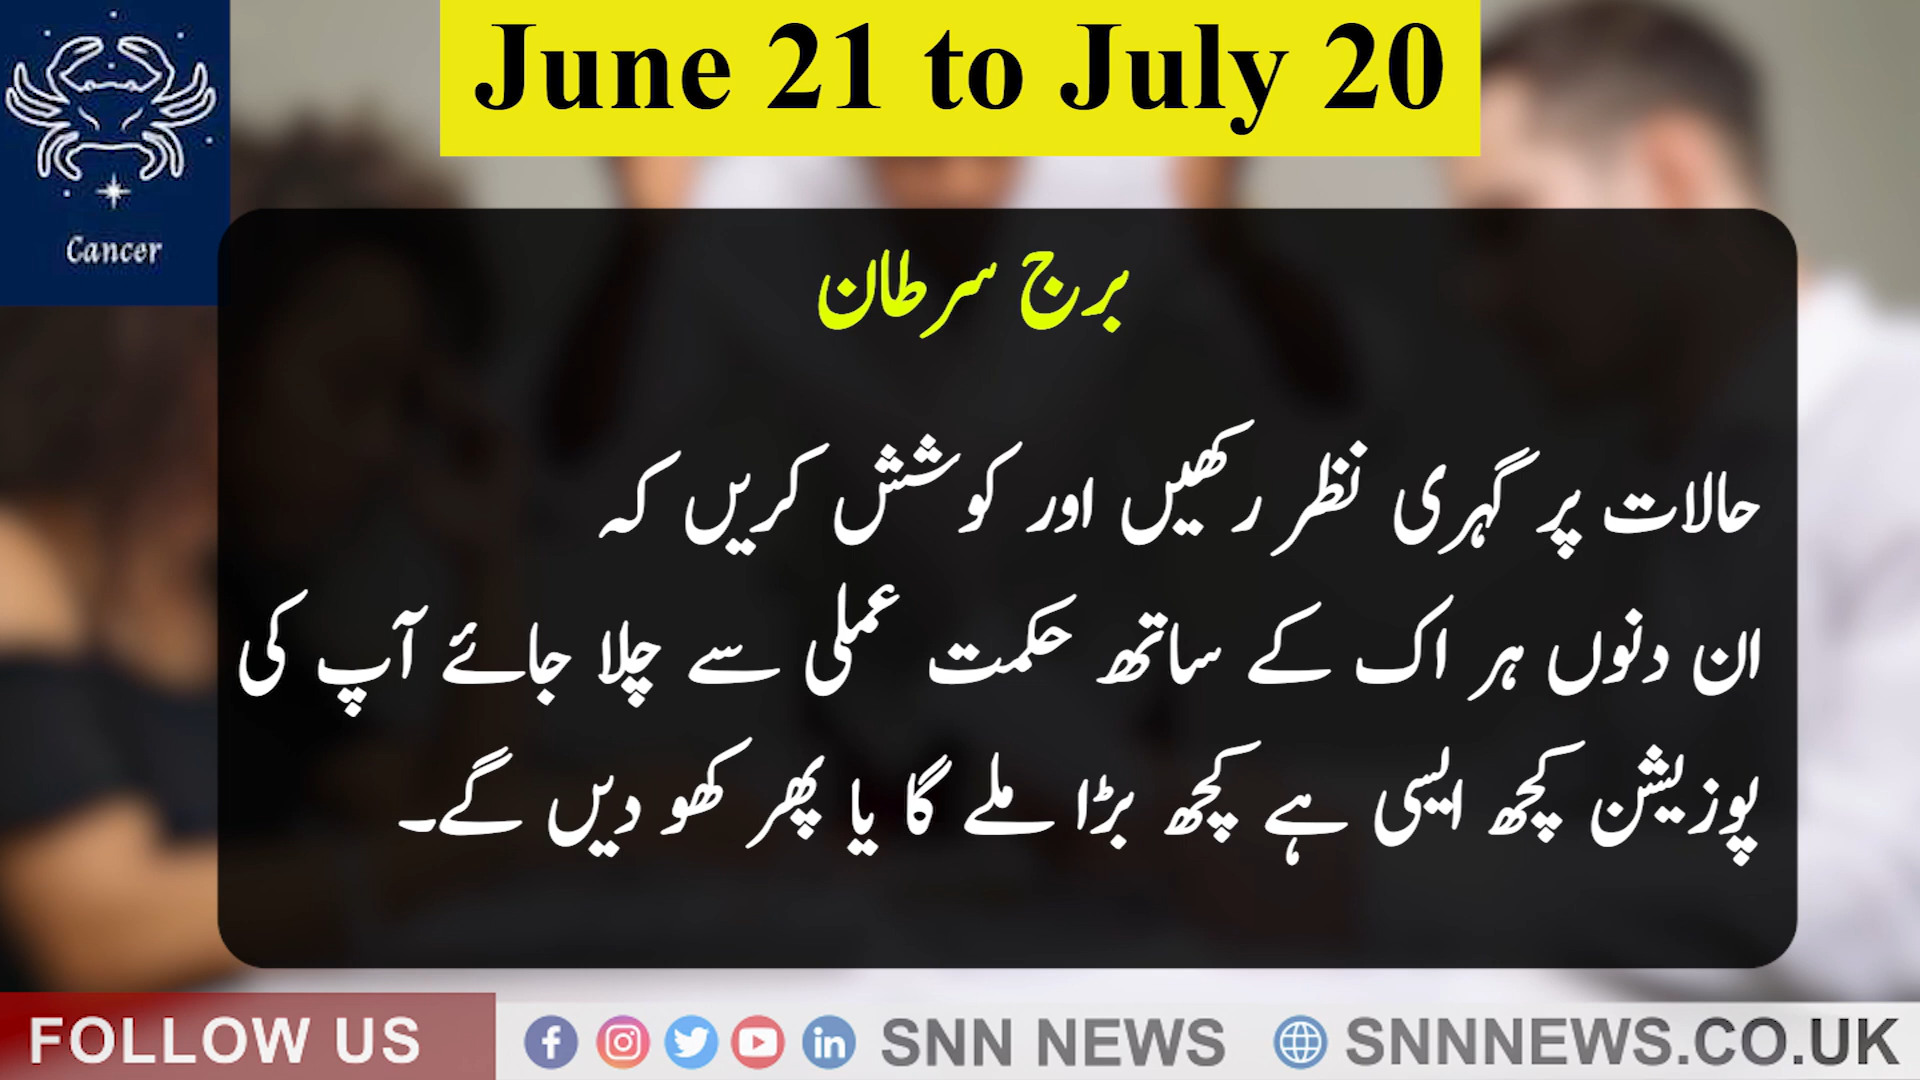 June 21 to July 20
Cancer
برج سرطان
حالات پر گہری نظر رکھیں اور کوشش کریں کہ
ان دنوں ہر اک کے ساتھ حکمت عملی سے چلا جائے آپ کی
پوزیشن کچھ ایسی ہے کچھ بڑا ملے گا یا پھر کھو دیں گے۔
FOLLOW US
SNN NEWS
SNNNEWS.CO.UK